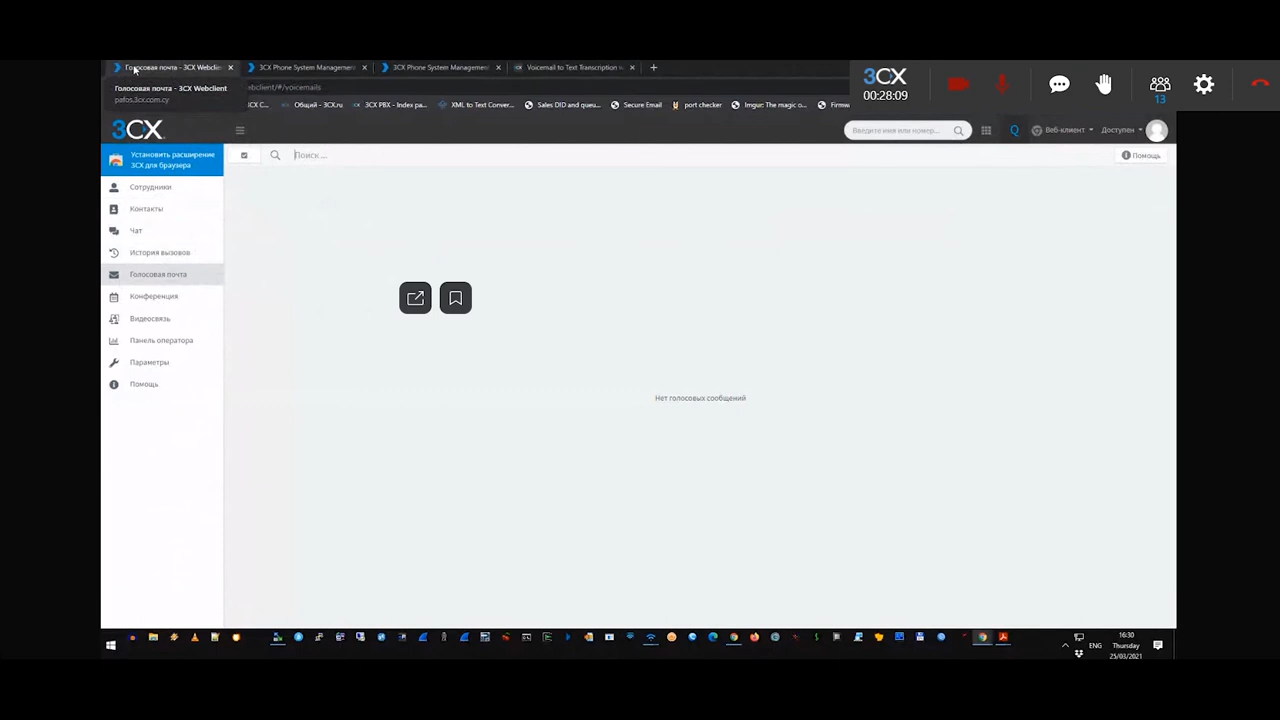 Голосовая почта - 3CX Webclie
3CX Phone System Management
3CX Phone System Management
Voicemail to Text Transcription
Голосовая почта - 3CX Webclient
pafos.3cx.com.cy
ebclient/#/voicemails
3CX C...
Общий - 3CX.ru
3CX PBX - Index pa...
XML to Text Conver...
Sales DID and queu...
Secure Email
port checker
Imgur: The magic o...
Firmw
3CX
00:28:09
13
3CX
Введите имя или номер...
Q
Веб-клиент
Доступен
Установить расширение
3CX для браузера
Поиск ...
Помощь
Сотрудники
Контакты
Чат
История вызовов
Голосовая почта
Конференция
Видеосвязь
Панель оператора
Параметры
Помощь
Нет голосовых сообщений
ENG
16:30
Thursday
25/03/2021